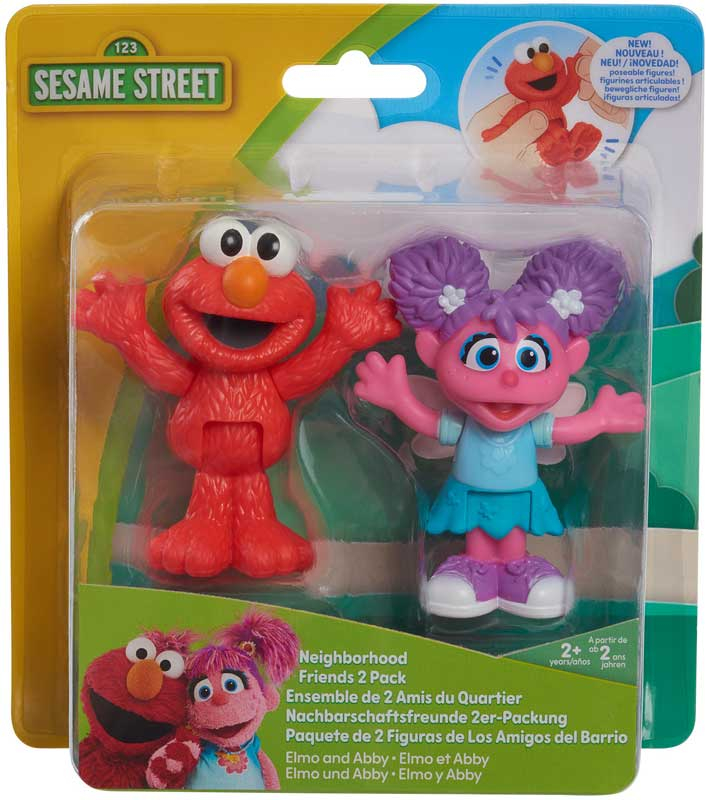 123
SESAME STREET
NEW!
NOUVEAU !
NEU! / ¡NOVEDAD!
poseable figures!
figurines articulables !
bewegliche figuren!
¡figuras articuladas!
Neighborhood
Friends 2 Pack
Ensemble de 2 Amis du Quartier
Nachbarschaftsfreunde 2er-Packung
Paquete de 2 Figuras de Los Amigos del Barrio
Elmo and Abby • Elmo et Abby
Elmo und Abby • Elmo y Abby
2+
years/años
A partir de
ab 2 ans
jahren